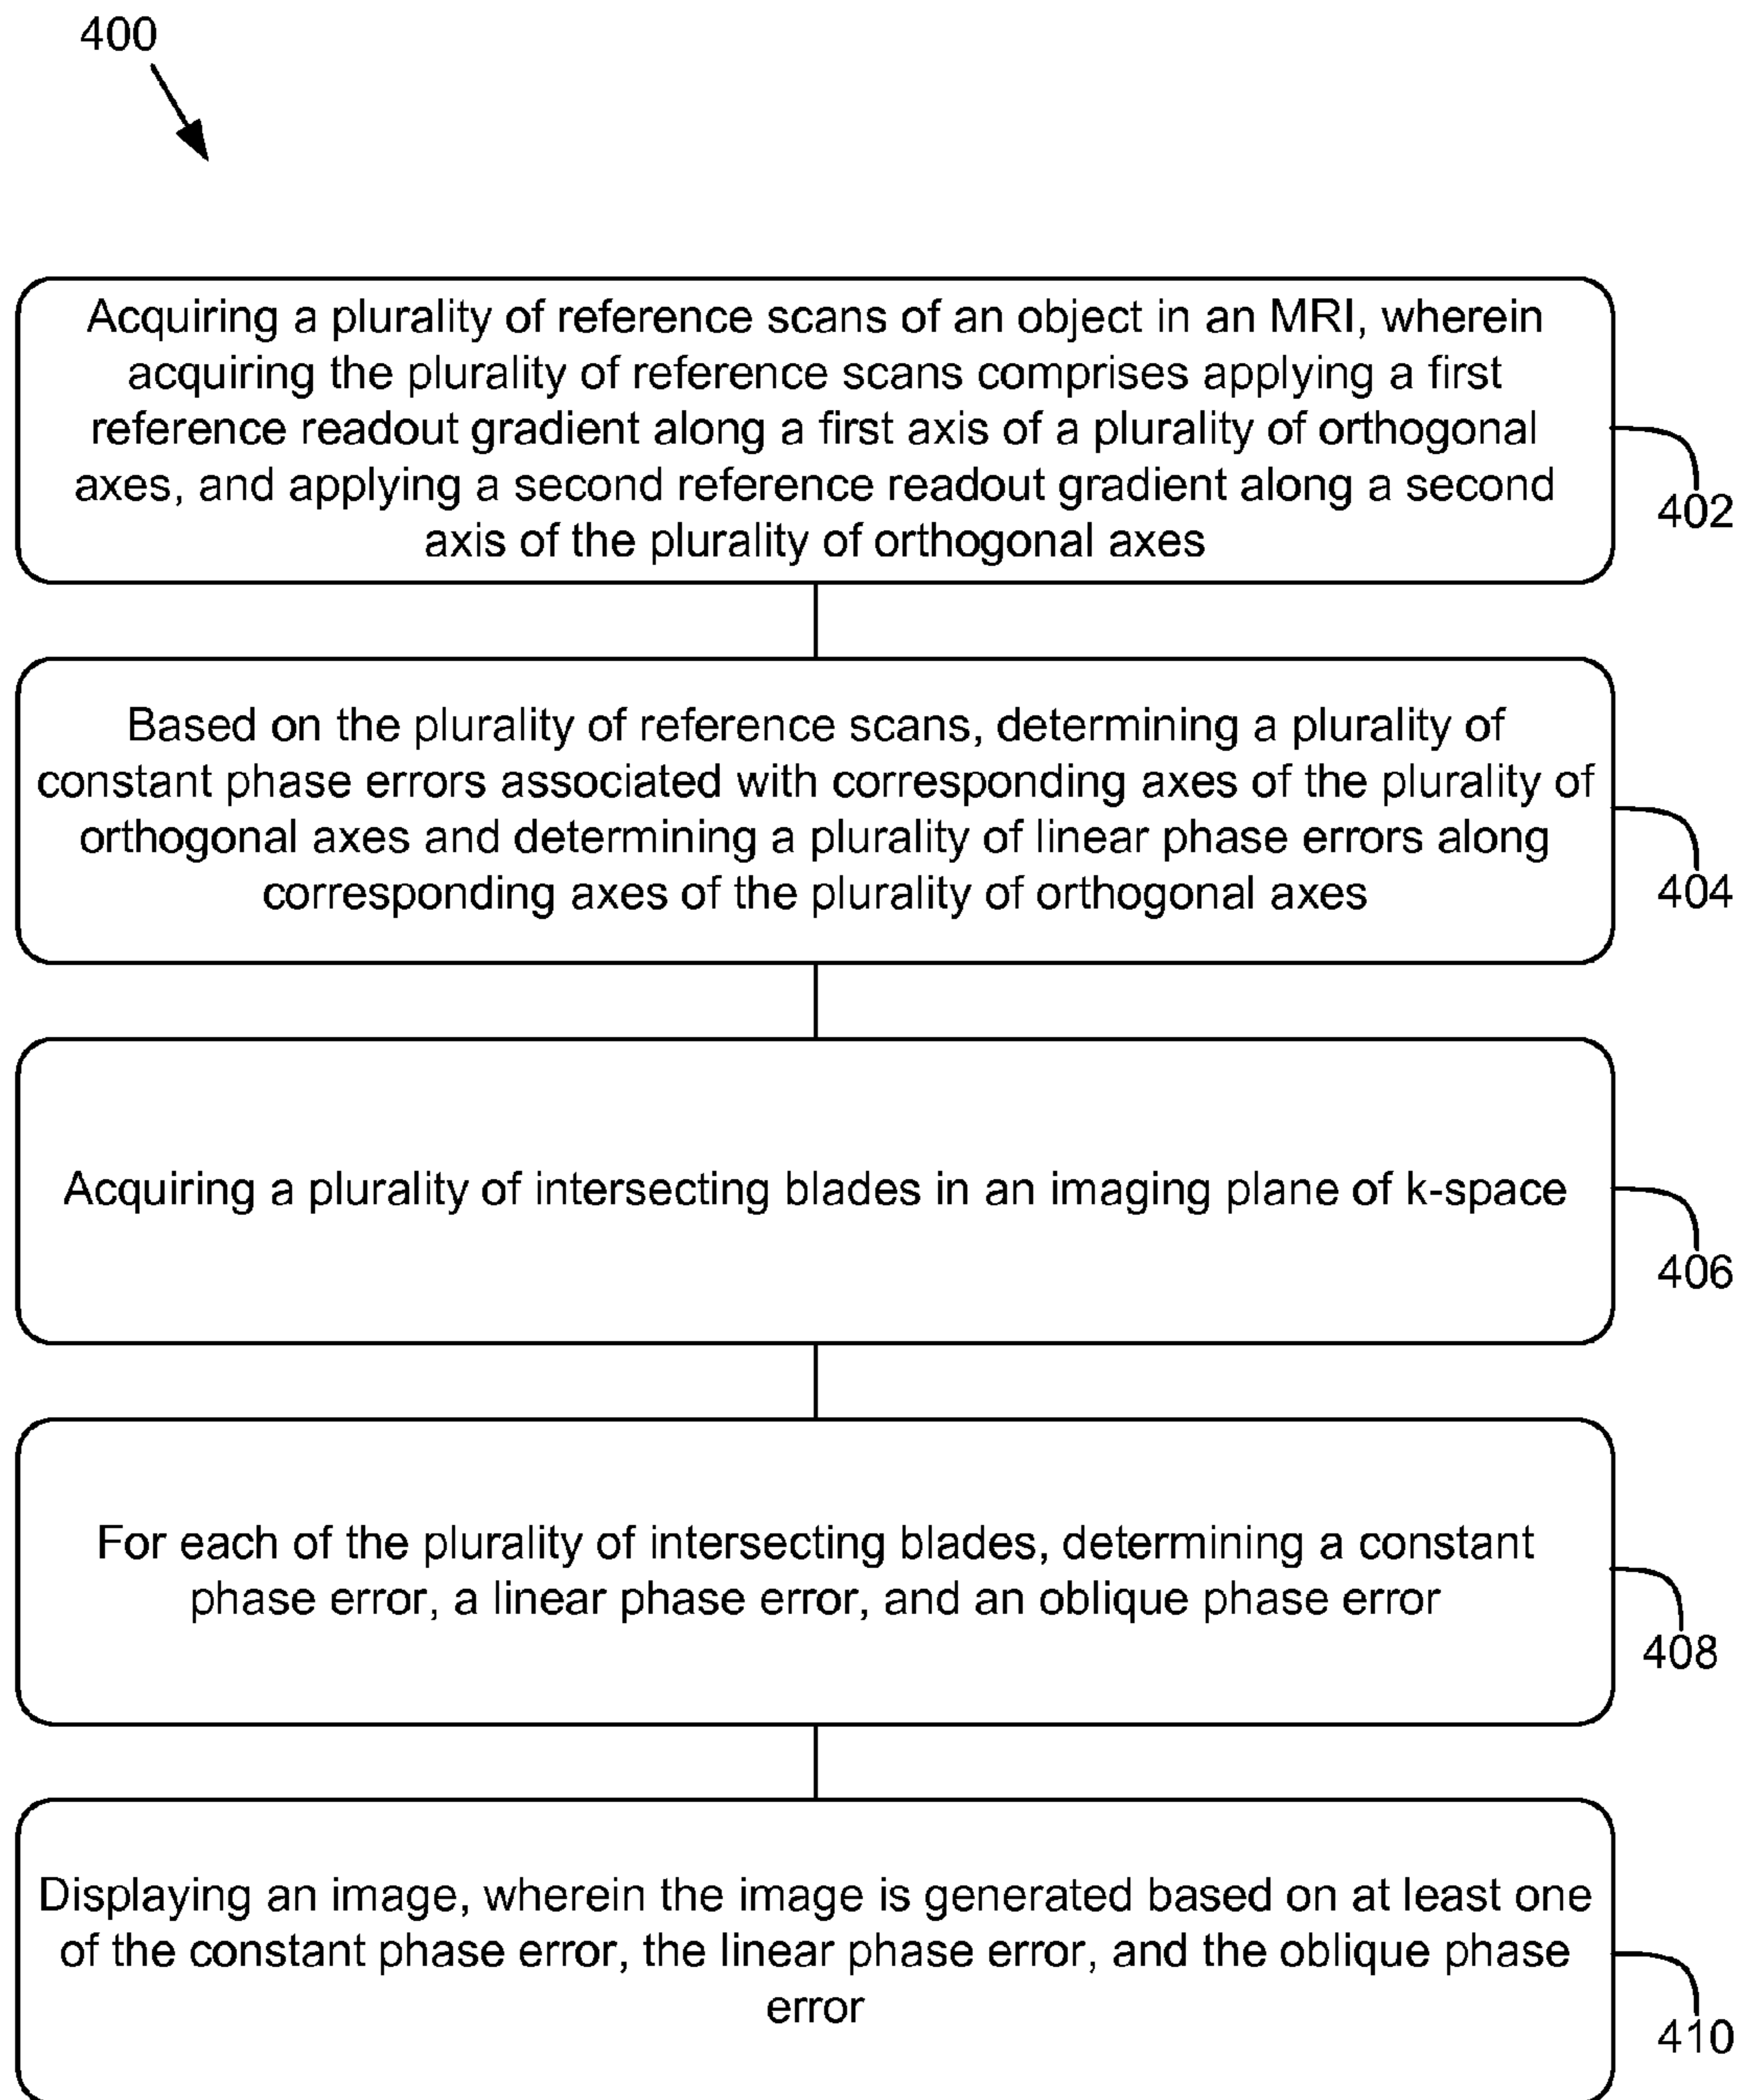 400
Acquiring a plurality of reference scans of an object in an MRI, wherein
acquiring the plurality of reference scans comprises applying a first
reference readout gradient along a first axis of a plurality of orthogonal
axes, and applying a second reference readout gradient along a second
axis of the plurality of orthogonal axes
402
Based on the plurality of reference scans, determining a plurality of
constant phase errors associated with corresponding axes of the plurality of
orthogonal axes and determining a plurality of linear phase errors along
corresponding axes of the plurality of orthogonal axes
404
Acquiring a plurality of intersecting blades in an imaging plane of k-space
406
For each of the plurality of intersecting blades, determining a constant
phase error, a linear phase error, and an oblique phase error
408
Displaying an image, wherein the image is generated based on at least one
of the constant phase error, the linear phase error, and the oblique phase
error
410